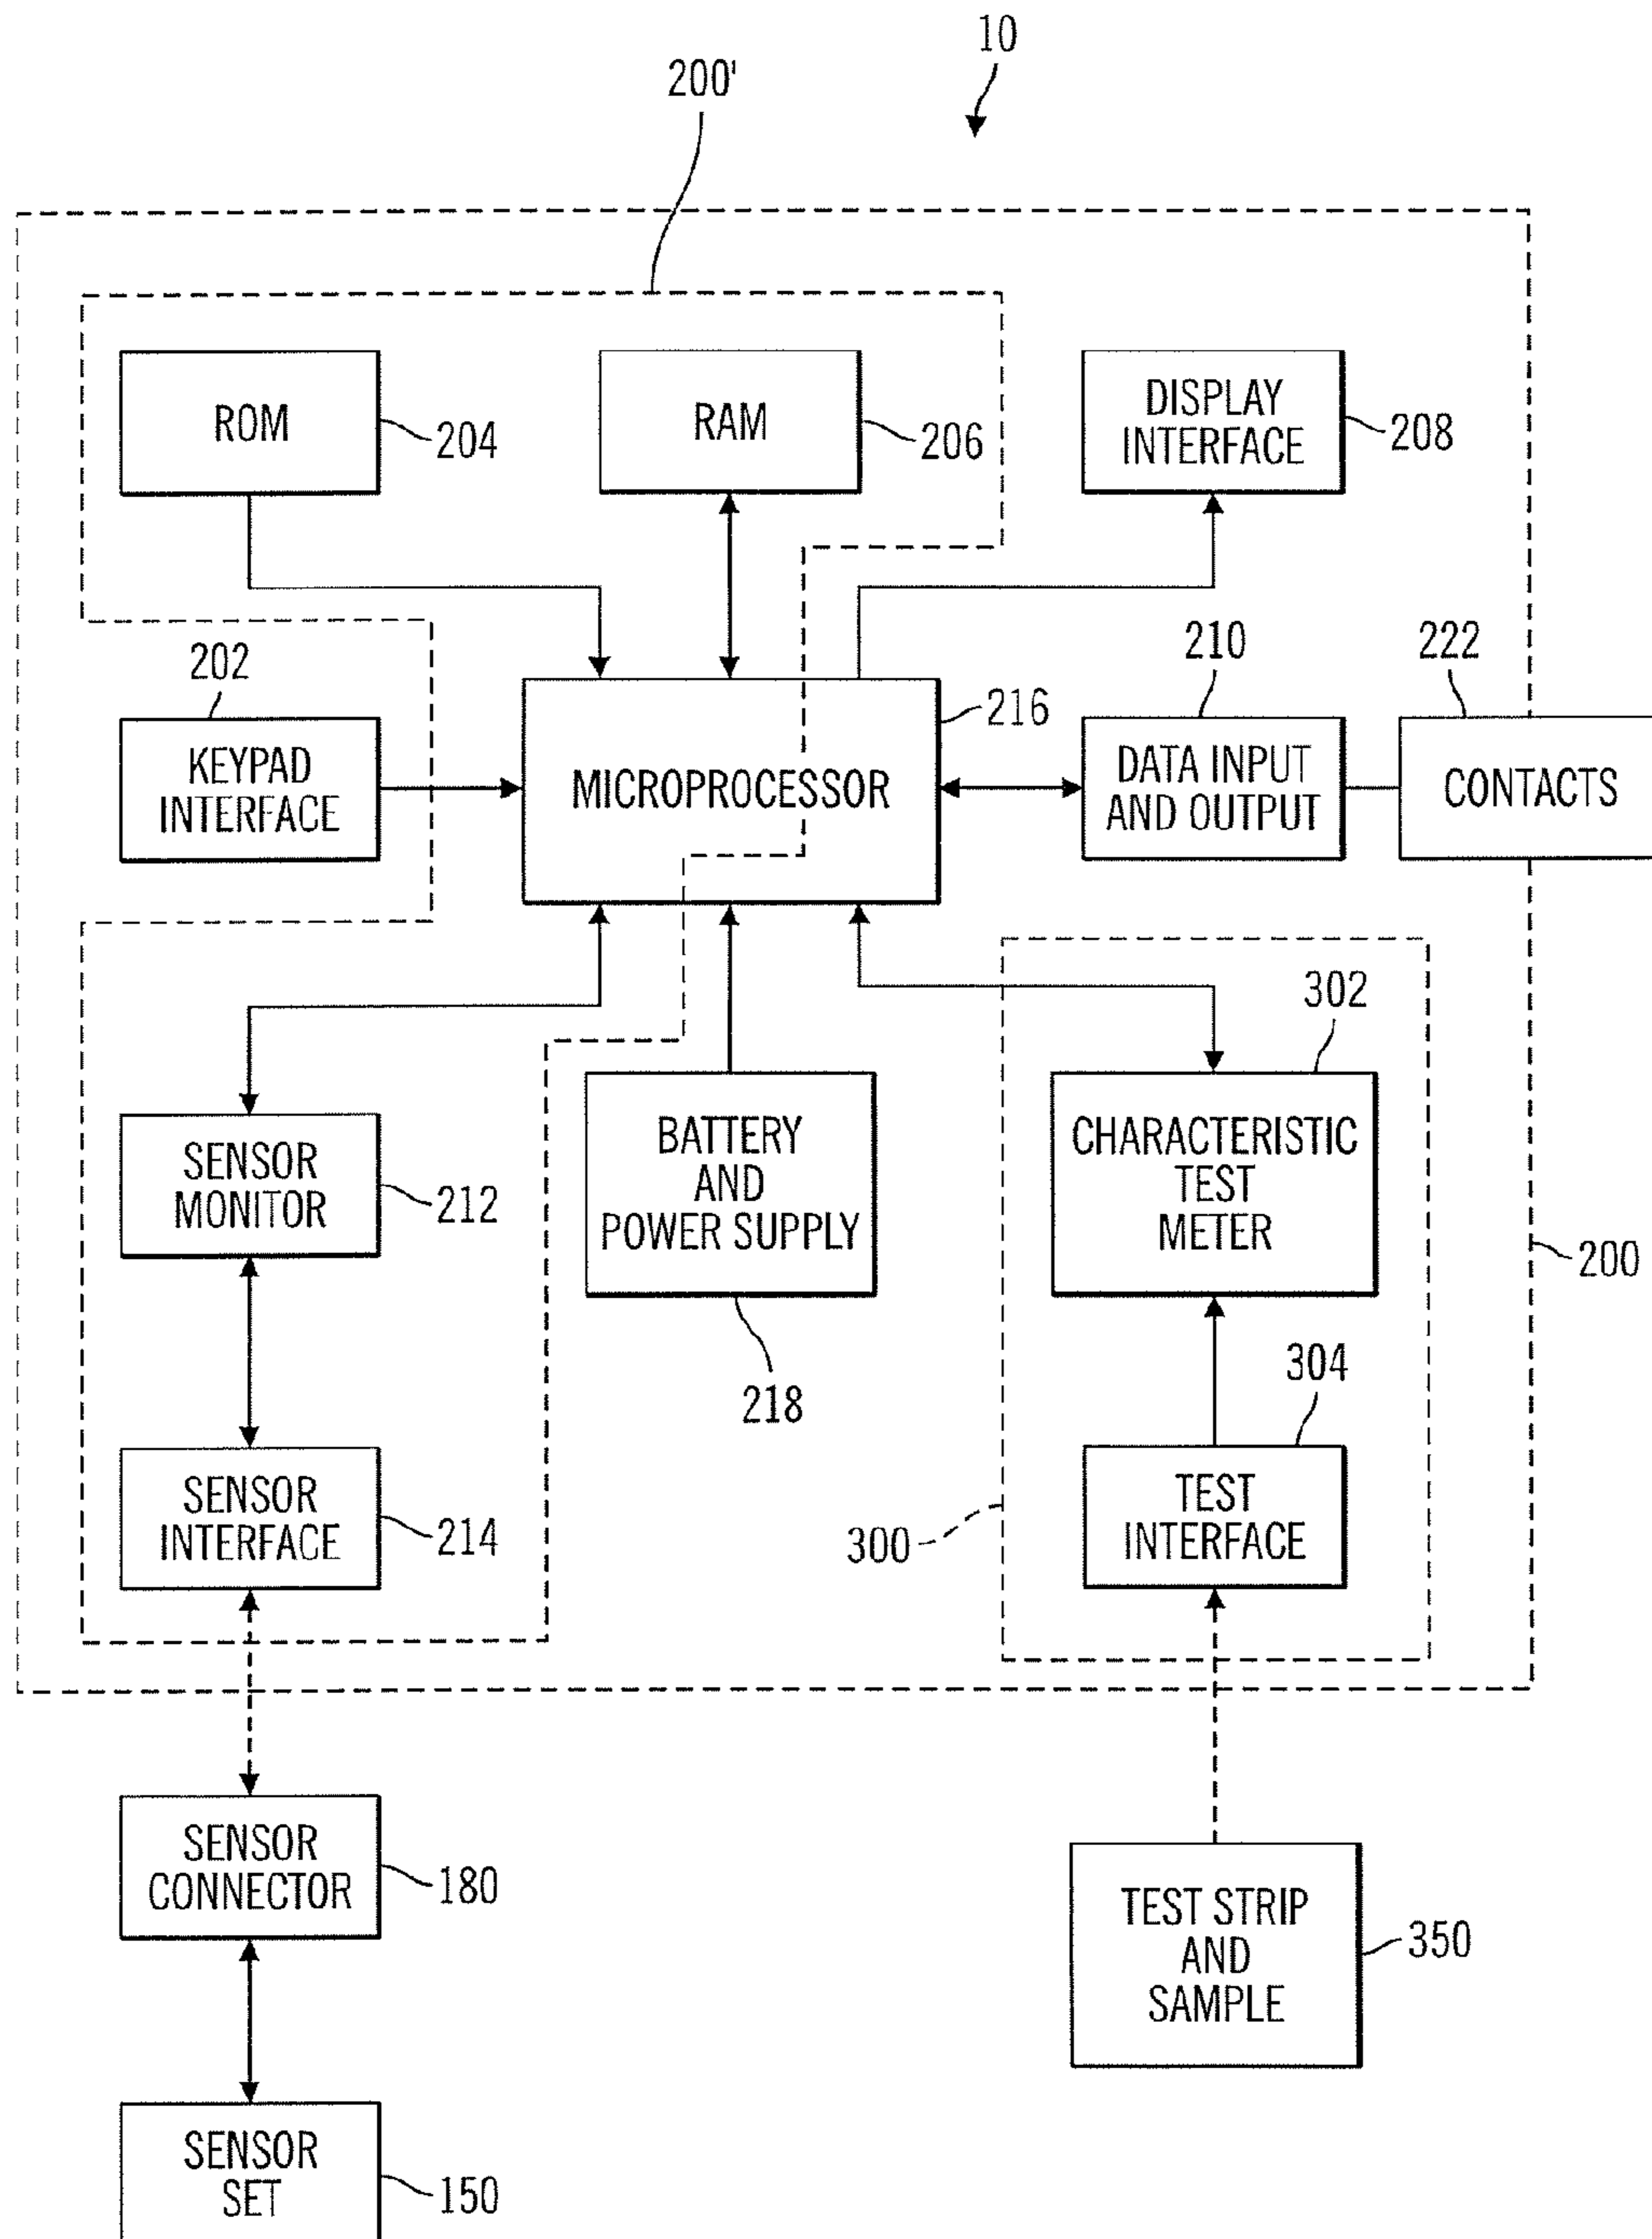 10
200'
ROM
204
RAM
206
DISPLAY
INTERFACE
208
202
KEYPAD
INTERFACE
MICROPROCESSOR
216
210
DATA INPUT
AND OUTPUT
222
CONTACTS
SENSOR
MONITOR
212
BATTERY
AND
POWER SUPPLY
218
302
CHARACTERISTIC
TEST
METER
200
SENSOR
INTERFACE
214
300
304
TEST
INTERFACE
SENSOR
CONNECTOR
180
TEST STRIP
AND
SAMPLE
350
SENSOR
SET
150